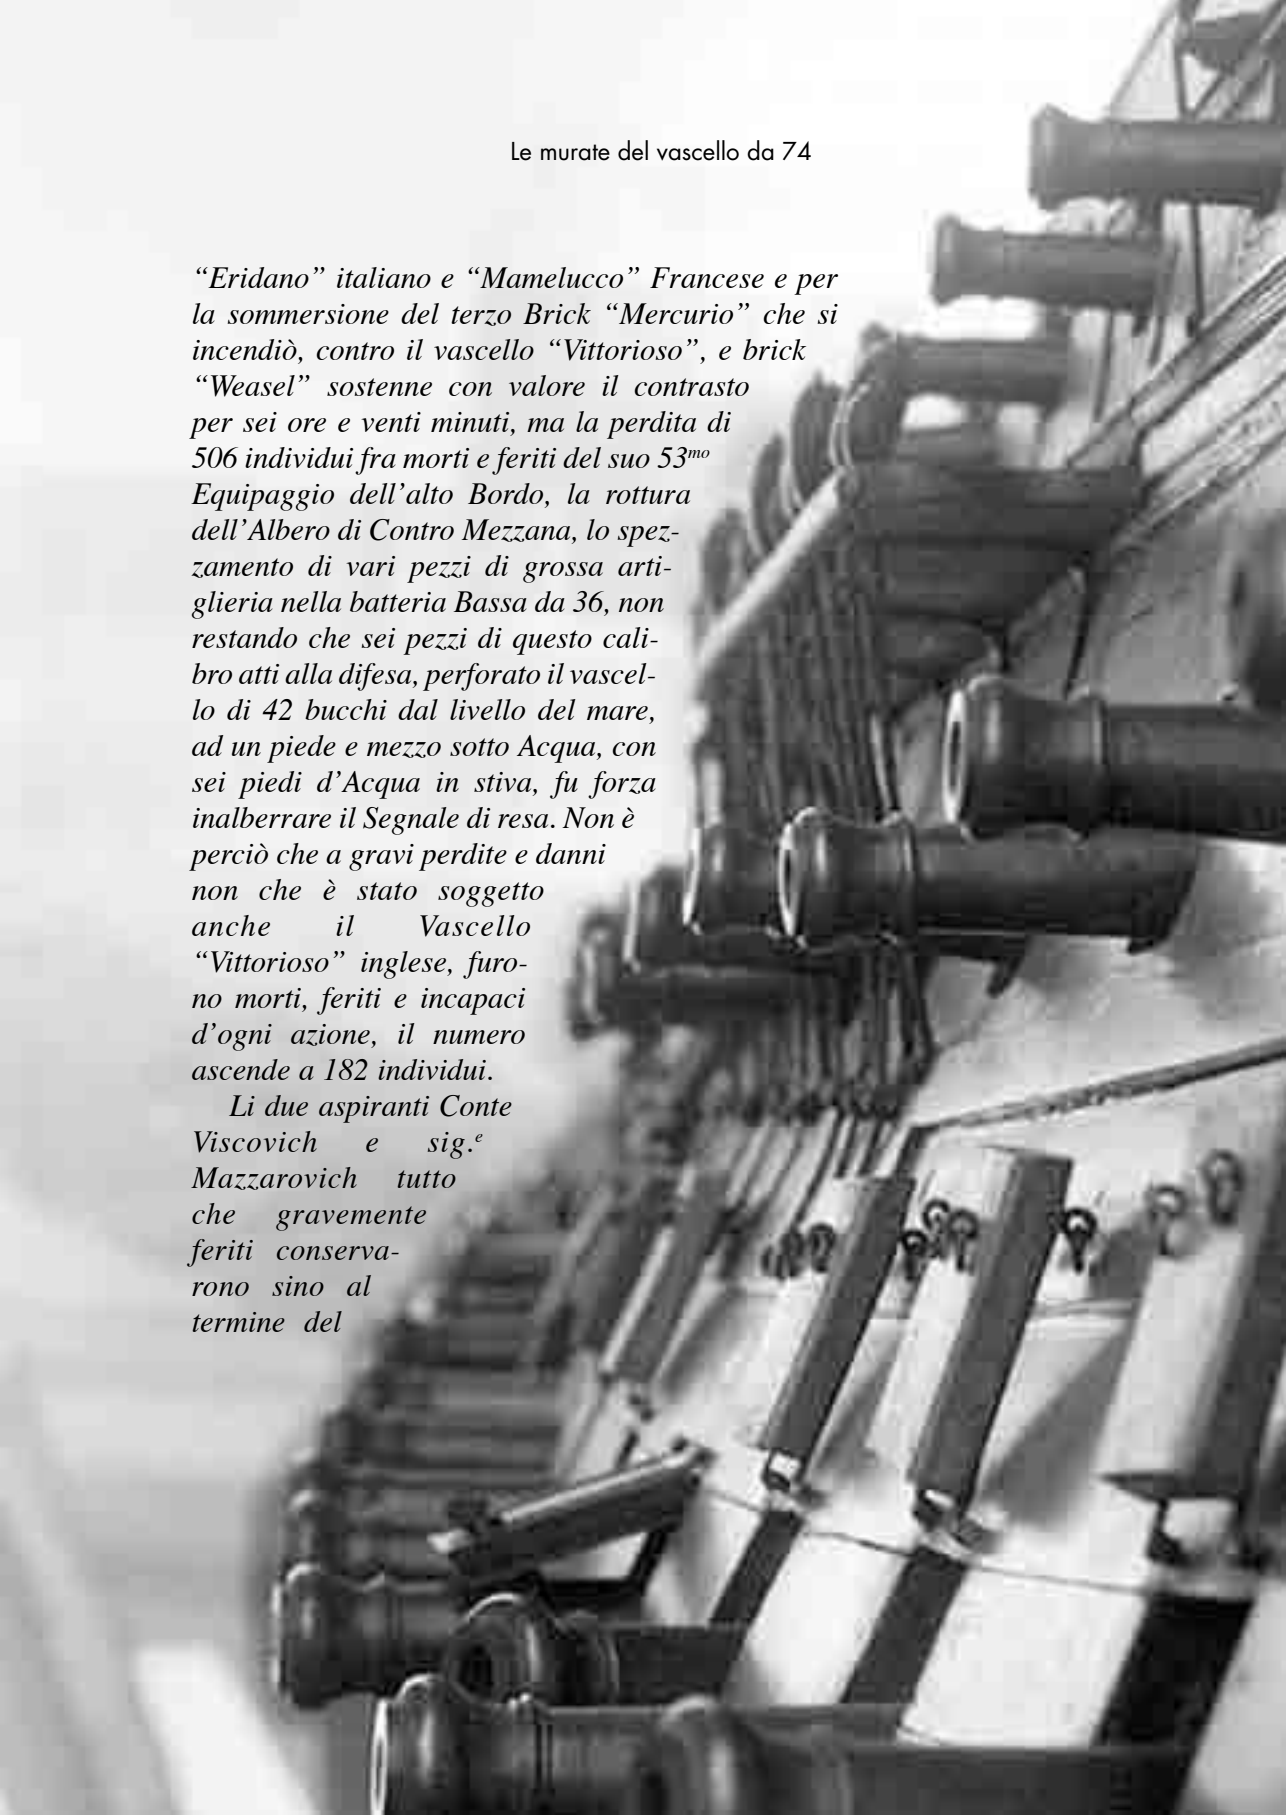 Le murate del vascello da 74
“Eridano” italiano e “Mamelucco” Francese e per
la sommersione del terzo Brick “Mercurio” che si
incendiò, contro il vascello “Vittorioso”, e brick
“Weasel” sostenne con valore il contrasto
per sei ore e venti minuti, ma la perdita di
506 individui fra morti e feriti del suo 53mo
Equipaggio dell’alto Bordo, la rottura
dell’Albero di Contro Mezzana, lo spez-
zamento di vari pezzi di grossa arti-
glieria nella batteria Bassa da 36, non
restando che sei pezzi di questo cali-
bro atti alla difesa, perforato il vascel-
lo di 42 bucchi dal livello del mare,
ad un piede e mezzo sotto Acqua, con
sei piedi d’Acqua in stiva, fu forza
inalberrare il Segnale di resa. Non è
perciò che a gravi perdite e danni
non che è stato soggetto
anche il Vascello
“Vittorioso” inglese, furo-
no morti, feriti e incapaci
d’ogni azione, il numero
ascende a 182 individui.
Li due aspiranti Conte
Viscovich e sig.e
Mazzarovich tutto
che gravemente
feriti conserva-
rono sino al
termine del